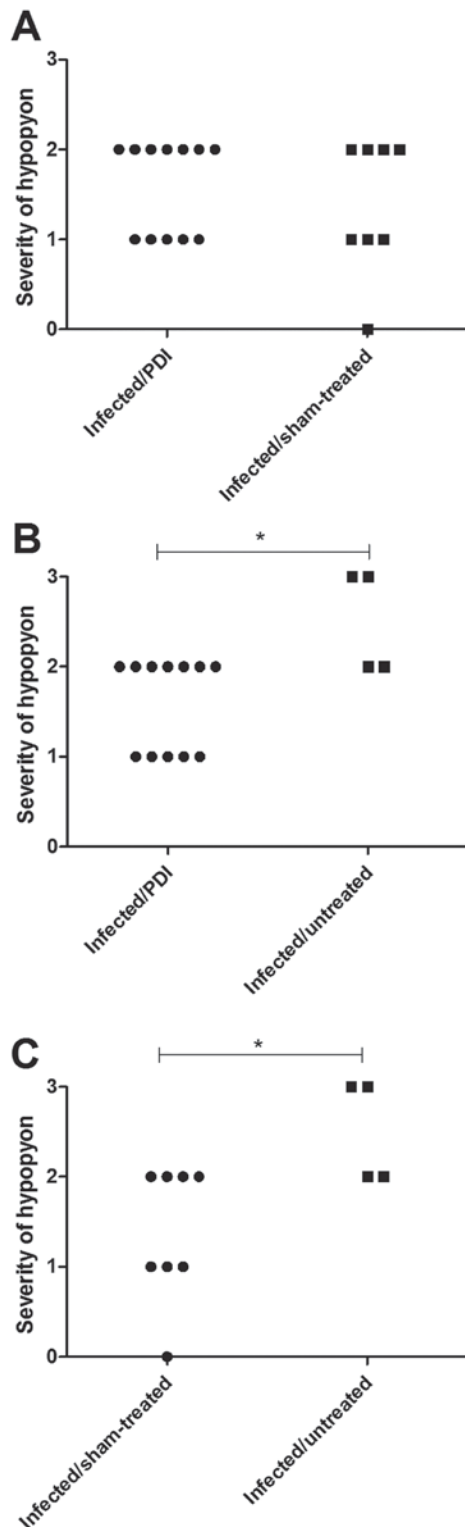 A
3
2
1
0
Severity of hypopyon
Infected/PDI
Infected/sham-treated
B
*
3
2
1
0
Severity of hypopyon
Infected/PDI
Infected/untreated
C
*
3
2
1
0
Severity of hypopyon
Infected/sham-treated
Infected/untreated